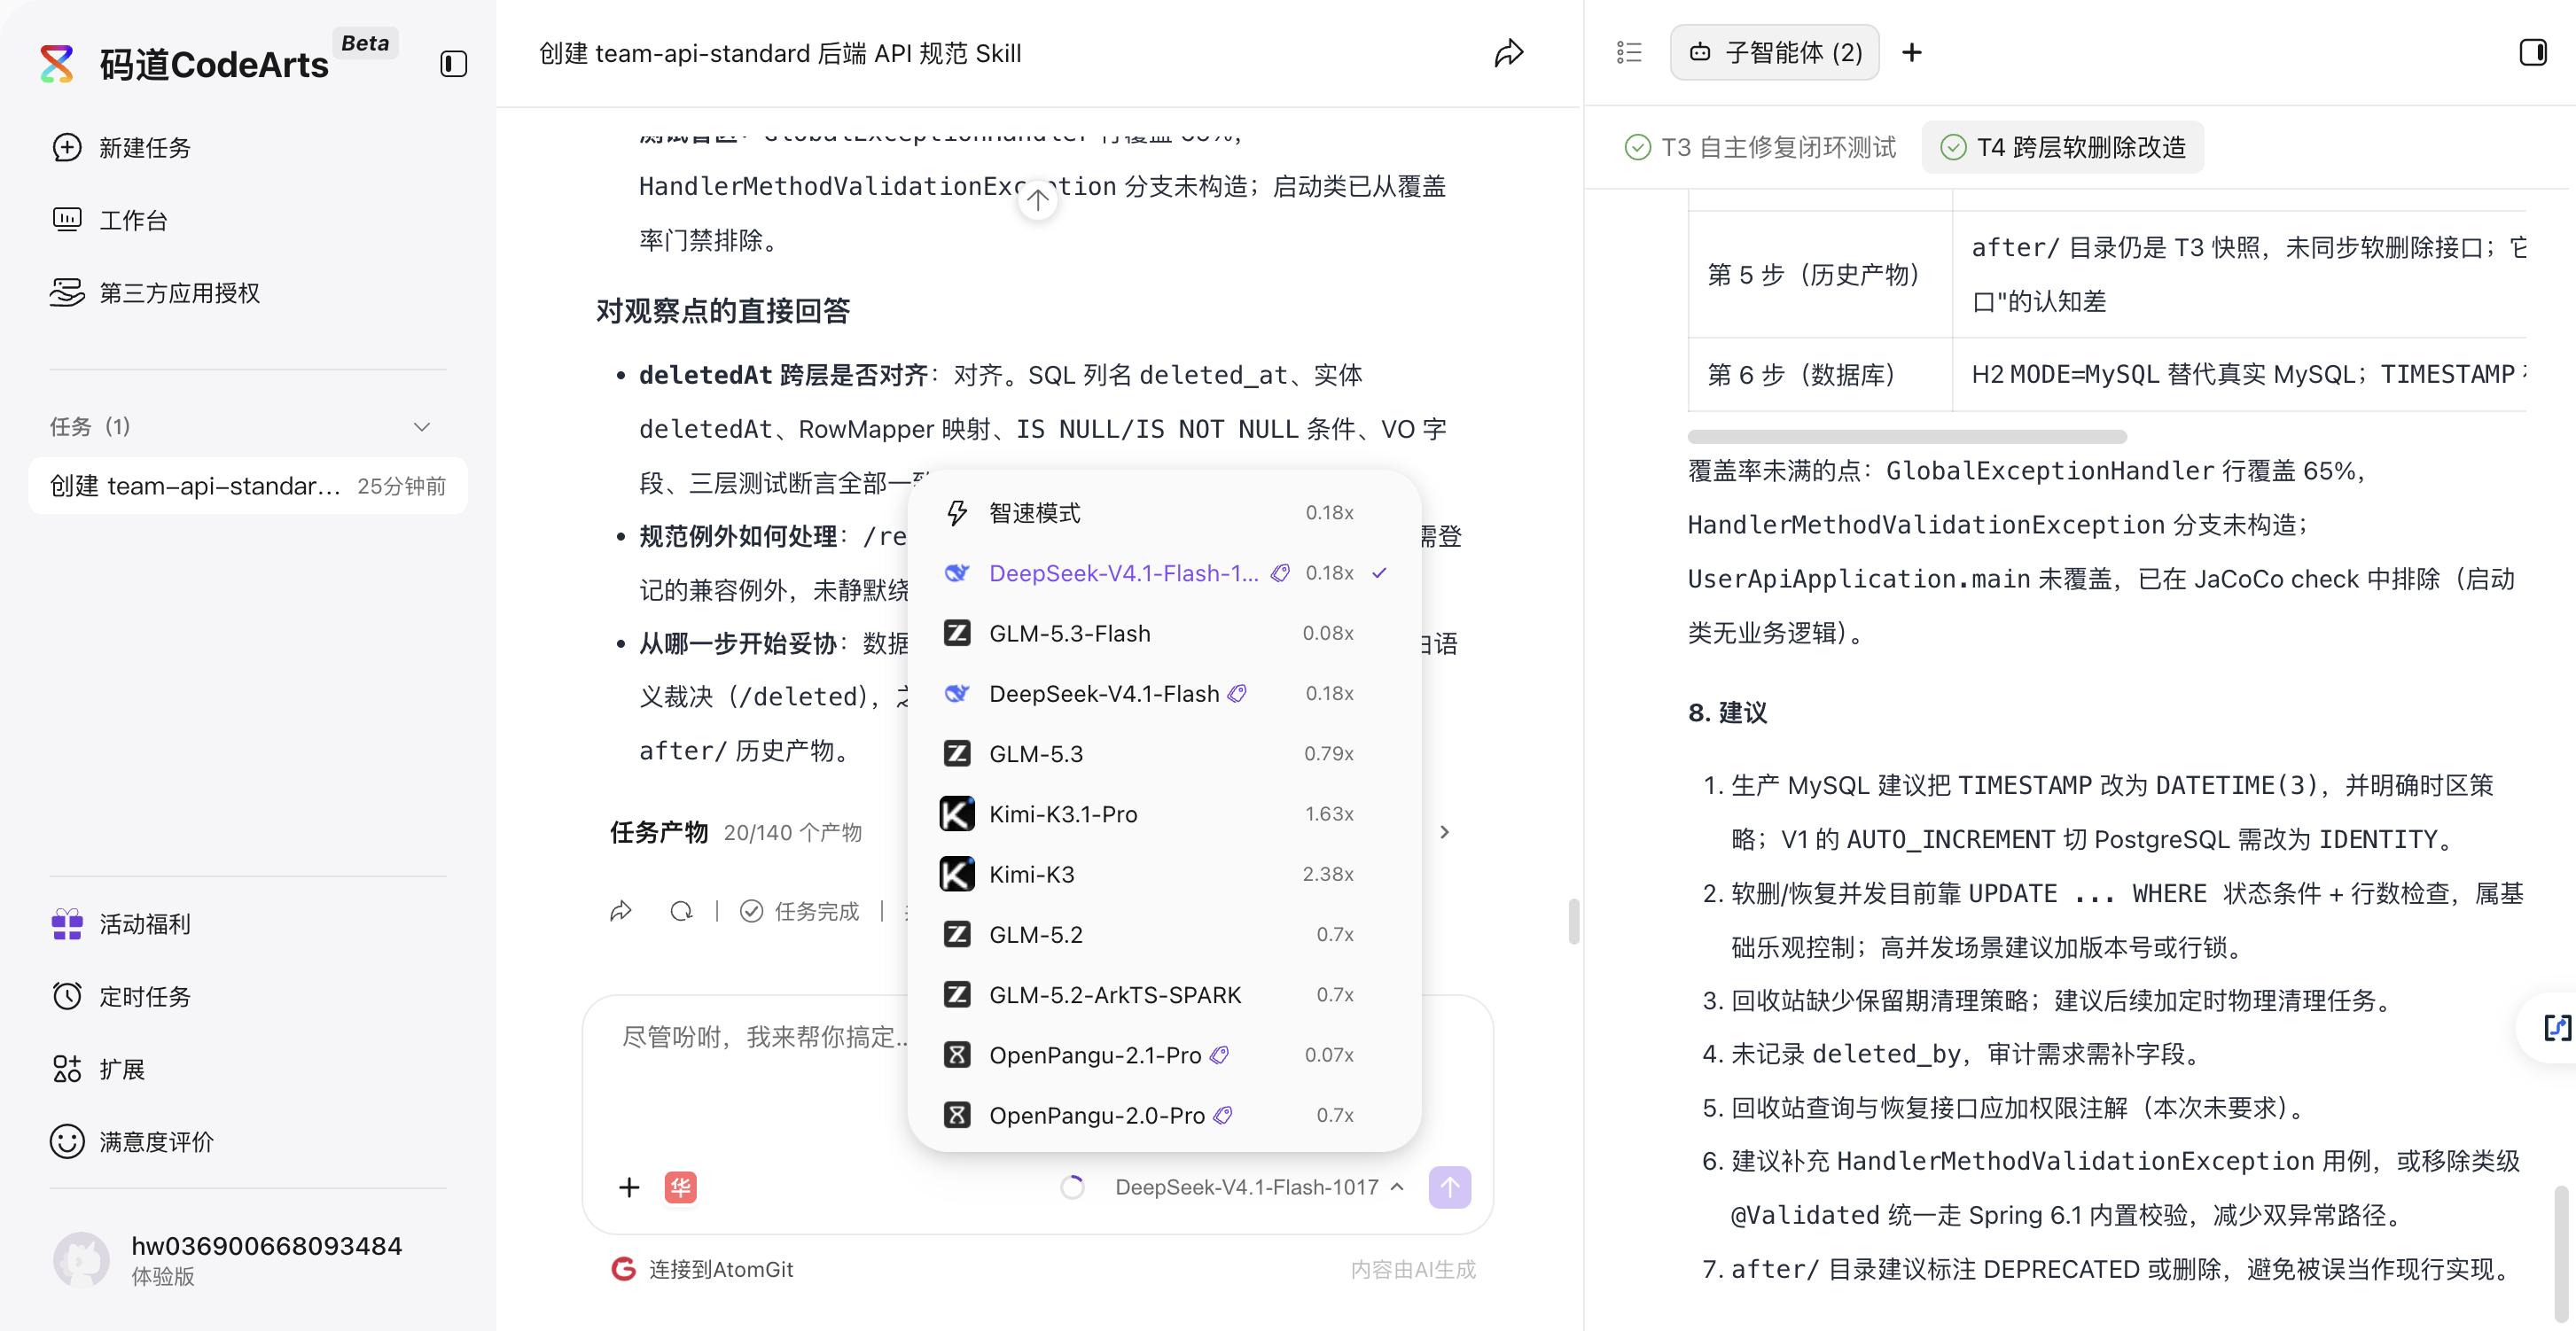 码道CodeArts
Beta
新建任务
工作台
第三方应用授权
任务（1）
创建 team-api-standar... 25分钟前
活动福利
定时任务
扩展
满意度评价
hw036900668093484
体验版
创建 team-api-standard 后端 API 规范 Skill
HandlerMethodValidationException 分支未构造；启动类已从覆盖
率门禁排除。
对观察点的直接回答
• deletedAt 跨层是否对齐：对齐。SQL 列名 deleted_at、实体
deletedAt、RowMapper 映射、IS NULL/IS NOT NULL 条件、VO 字
段、三层测试断言全部一
• 规范例外如何处理：/re
需登
记的兼容例外，未静默绕
• 从哪一步开始妥协：数据
语
义裁决（/deleted），
after/ 历史产物。
任务产物 20/140 个产物
任务完成
智速模式 0.18x
DeepSeek-V4.1-Flash-1... 0.18x
GLM-5.3-Flash 0.08x
DeepSeek-V4.1-Flash 0.18x
GLM-5.3 0.79x
Kimi-K3.1-Pro 1.63x
Kimi-K3 2.38x
GLM-5.2 0.7x
GLM-5.2-ArkTS-SPARK 0.7x
OpenPangu-2.1-Pro 0.07x
OpenPangu-2.0-Pro 0.7x
尽管吩咐，我来帮你搞定..
华
DeepSeek-V4.1-Flash-1017
连接到AtomGit
内容由AI生成
子智能体 (2)
T3 自主修复闭环测试
T4 跨层软删除改造
第 5 步（历史产物）
after/ 目录仍是 T3 快照，未同步软删除接口；它
口"的认知差
第 6 步（数据库）
H2 MODE=MySQL 替代真实 MySQL；TIMESTAMP
覆盖率未满的点：GlobalExceptionHandler 行覆盖 65%，
HandlerMethodValidationException 分支未构造；
UserApiApplication.main 未覆盖，已在 JaCoCo check 中排除（启动
类无业务逻辑）。
8. 建议
1. 生产 MySQL 建议把 TIMESTAMP 改为 DATETIME(3)，并明确时区策
略；V1 的 AUTO_INCREMENT 切 PostgreSQL 需改为 IDENTITY。
2. 软删/恢复并发目前靠 UPDATE ... WHERE 状态条件 + 行数检查，属基
础乐观控制；高并发场景建议加版本号或行锁。
3. 回收站缺少保留期清理策略；建议后续加定时物理清理任务。
4. 未记录 deleted_by，审计需求需补字段。
5. 回收站查询与恢复接口应加权限注解（本次未要求）。
6. 建议补充 HandlerMethodValidationException 用例，或移除类级
@Validated 统一走 Spring 6.1 内置校验，减少双异常路径。
7. after/ 目录建议标注 DEPRECATED 或删除，避免被误当作现行实现。